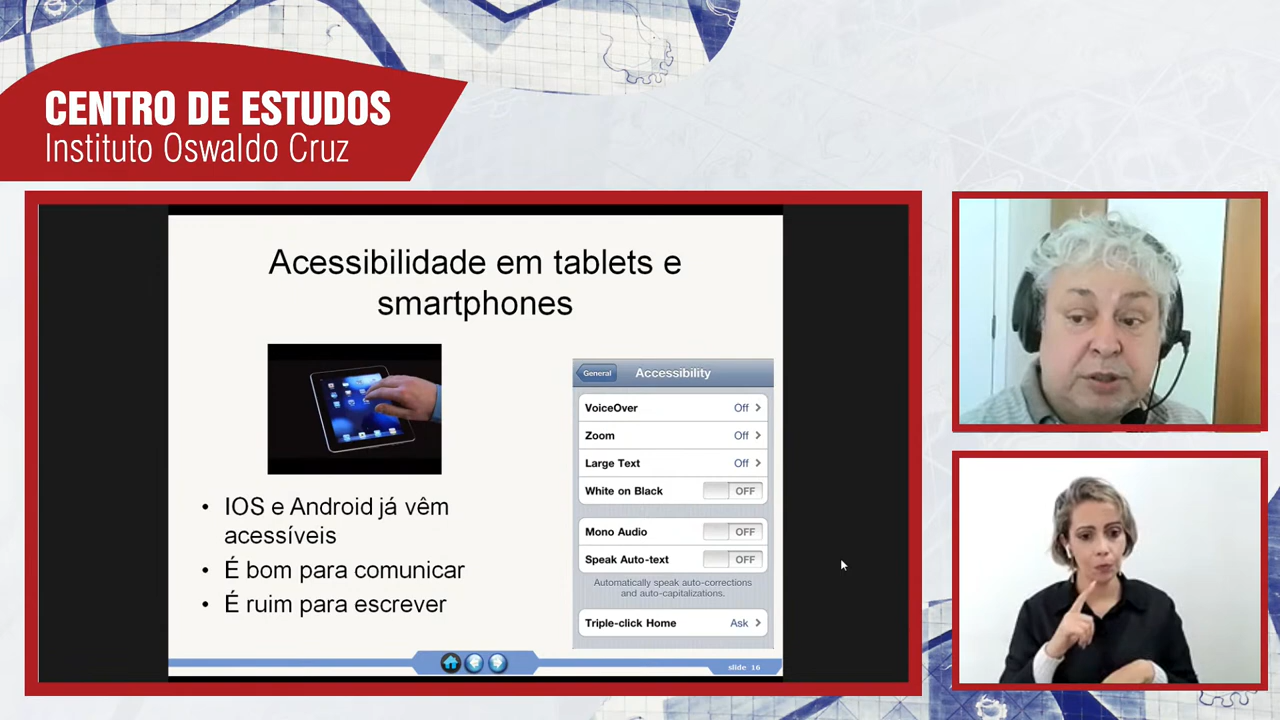 CENTRO DE ESTUDOS
Instituto Oswaldo Cruz
Acessibilidade em tablets e
smartphones
• IOS e Android já vêm
acessíveis
• É bom para comunicar
• É ruim para escrever
General
Accessibility
VoiceOver Off
Zoom Off
Large Text Off
White on Black OFF
Mono Audio OFF
Speak Auto-text OFF
Automatically speak auto-corrections
and auto-capitalizations.
Triple-click Home Ask
slide 16